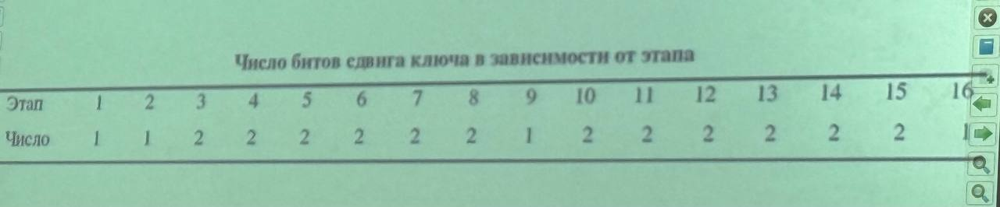 Число битов сдвига ключа в зависимости от этапа
Этап 1 2 3 4 5 6 7 8 9 10 11 12 13 14 15 16
Число 1 1 2 2 2 2 2 2 1 2 2 2 2 2 2 1